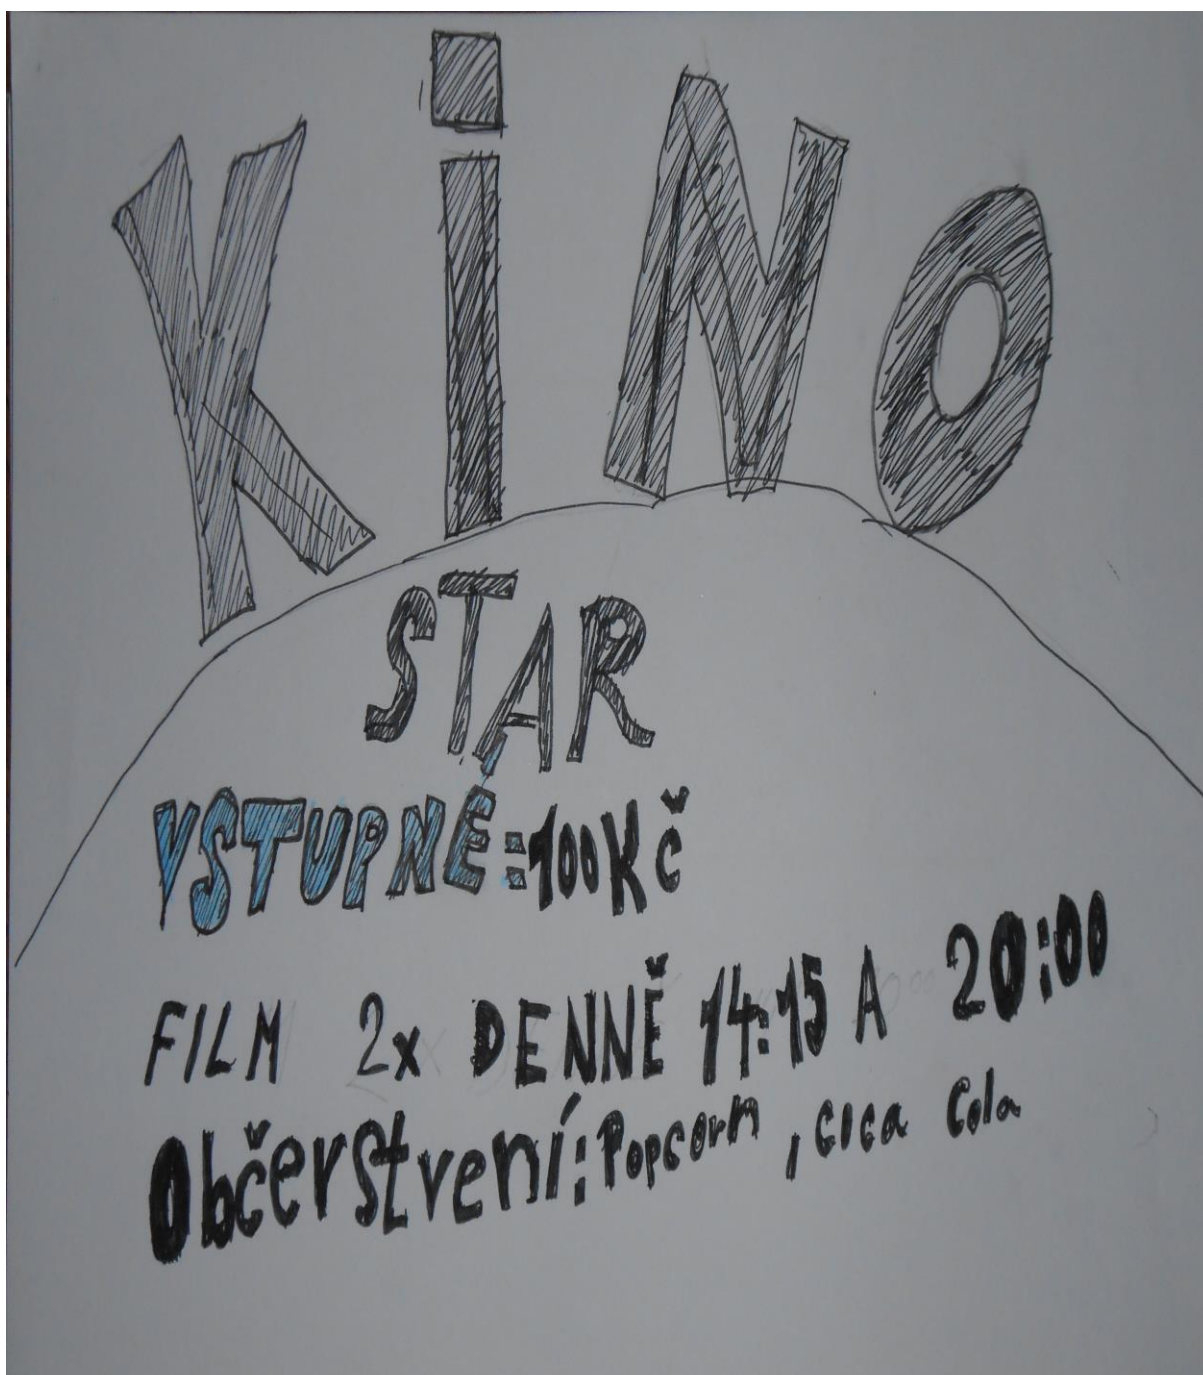 KiNo
STAR
VSTUPNÉ:100Kč
FILM 2x DENNĚ 14:15 A 20:00
Občerstvení: Popcorn, coca Cola